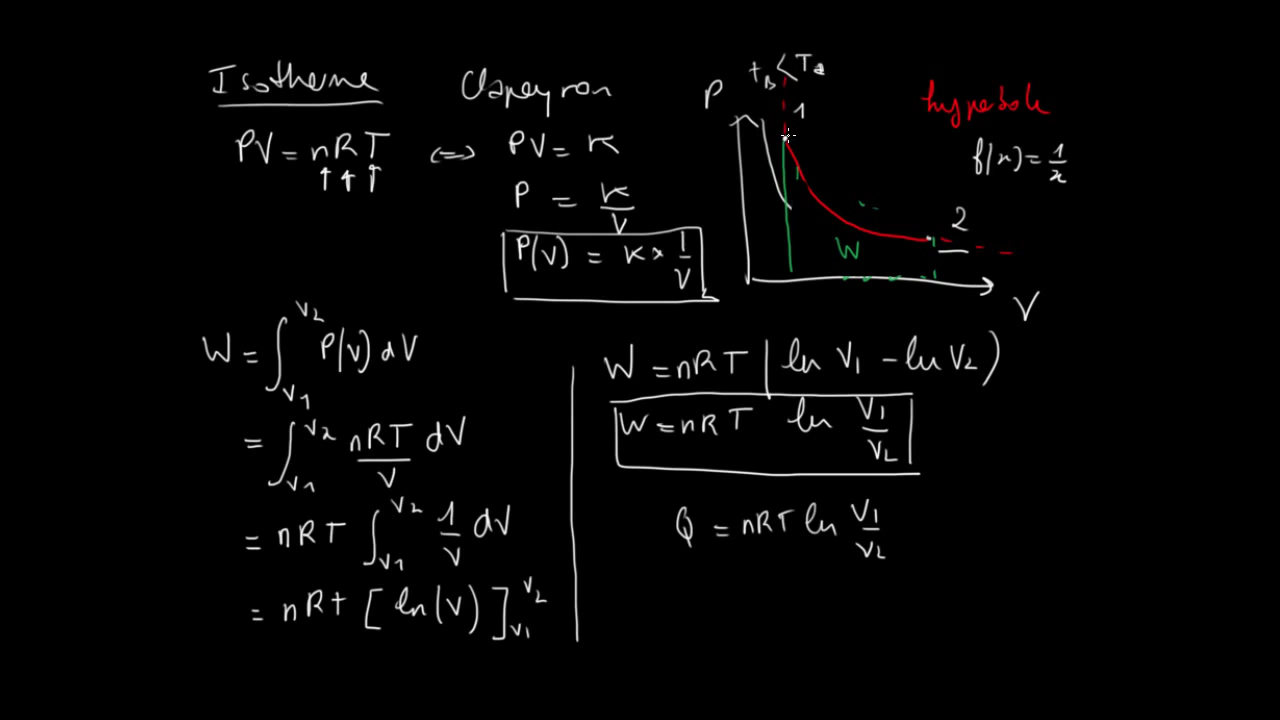 Isotherme
PV = nRT
Clapeyron
⇔ PV = K
P = K/V
P(V) = K × 1/V
P
1
2
W
V
hyperbole
f(x) = 1/x
W = ∫_{V1}^{V2} P(V) dV
= ∫_{V1}^{V2} nRT/V dV
= nRT ∫_{V1}^{V2} 1/V dV
= nRT [ln(V)]_{V1}^{V2}
W = nRT (ln V1 - ln V2)
W = nRT ln V1/V2
Q = nRT ln V1/V2